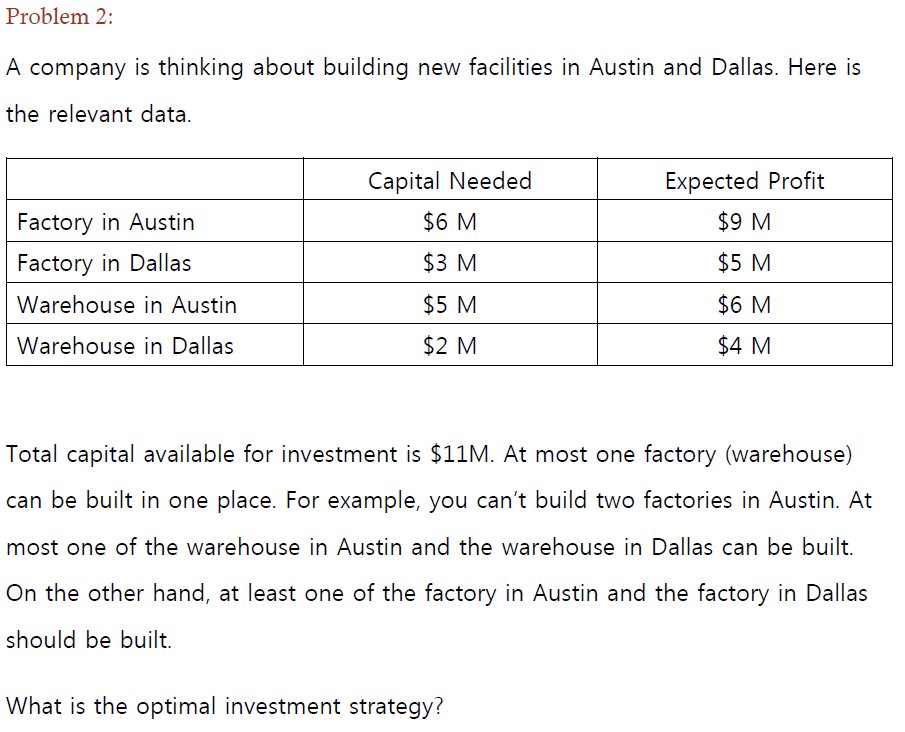 Problem 2:
A company is thinking about building new facilities in Austin and Dallas. Here is
the relevant data.
Capital Needed Expected Profit
Factory in Austin $6 M $9 M
Factory in Dallas $3 M $5 M
Warehouse in Austin $5 M $6 M
Warehouse in Dallas $2 M $4 M
Total capital available for investment is $11M. At most one factory (warehouse)
can be built in one place. For example, you can't build two factories in Austin. At
most one of the warehouse in Austin and the warehouse in Dallas can be built.
On the other hand, at least one of the factory in Austin and the factory in Dallas
should be built.
What is the optimal investment strategy?